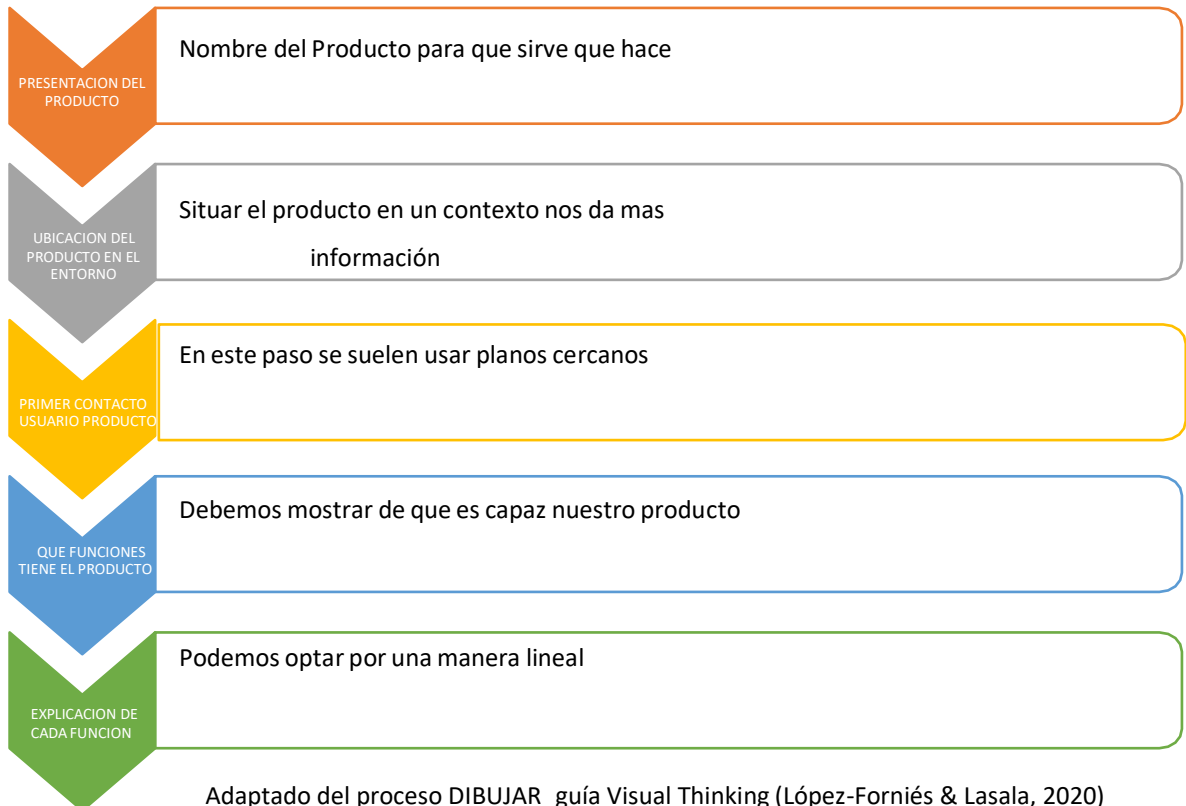 Nombre del Producto para que sirve que hace
PRESENTACION DEL
PRODUCTO
Situar el producto en un contexto nos da mas
información
UBICACION DEL
PRODUCTO EN EL
ENTORNO
En este paso se suelen usar planos cercanos
PRIMER CONTACTO
USUARIO PRODUCTO
Debemos mostrar de que es capaz nuestro producto
QUE FUNCIONES
TIENE EL PRODUCTO
Podemos optar por una manera lineal
EXPLICACION DE
CADA FUNCION
Adaptado del proceso DIBUJAR guía Visual Thinking (López-Forniés & Lasala, 2020)